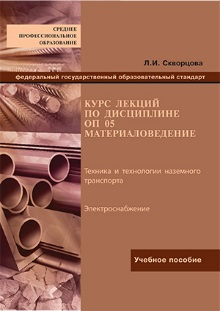 СРЕДНЕЕ
ПРОФЕССИОНАЛЬНОЕ
ОБРАЗОВАНИЕ
Л.И. Скворцова
федеральный государственный образовательный стандарт
КУРС ЛЕКЦИЙ
ПО ДИСЦИПЛИНЕ
ОП 05
МАТЕРИАЛОВЕДЕНИЕ
Техника и технологии наземного
транспорта
Электроснабжение
Учебное пособие